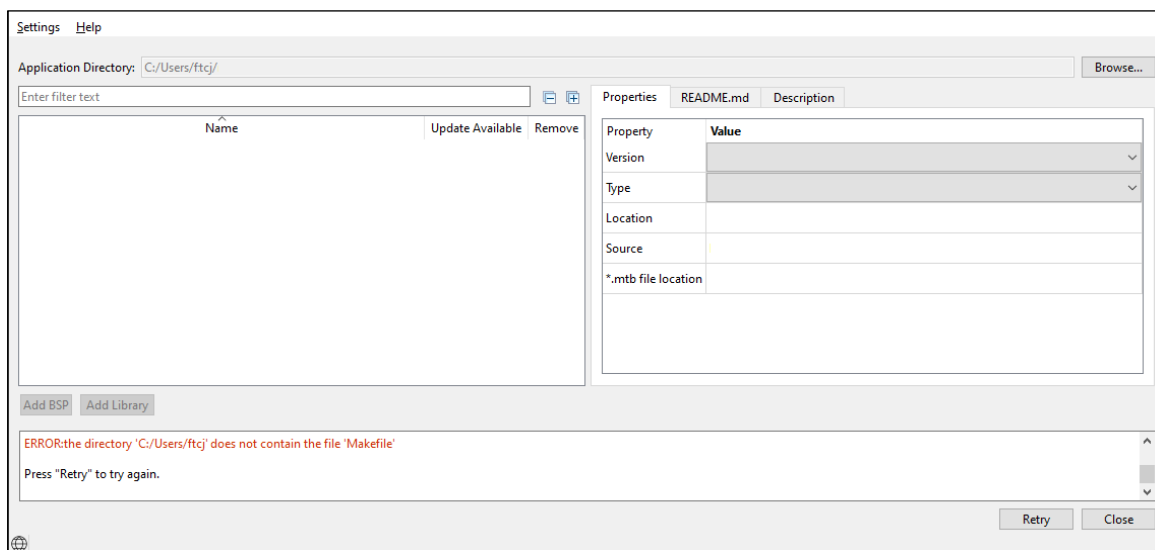 Settings Help
Application Directory: C:/Users/ftcj/ Browse...
Enter filter text
Name Update Available Remove
Properties README.md Description
Property Value
Version
Type
Location
Source
*.mtb file location
Add BSP Add Library
ERROR:the directory 'C:/Users/ftcj' does not contain the file 'Makefile'
Press "Retry" to try again.
Retry Close